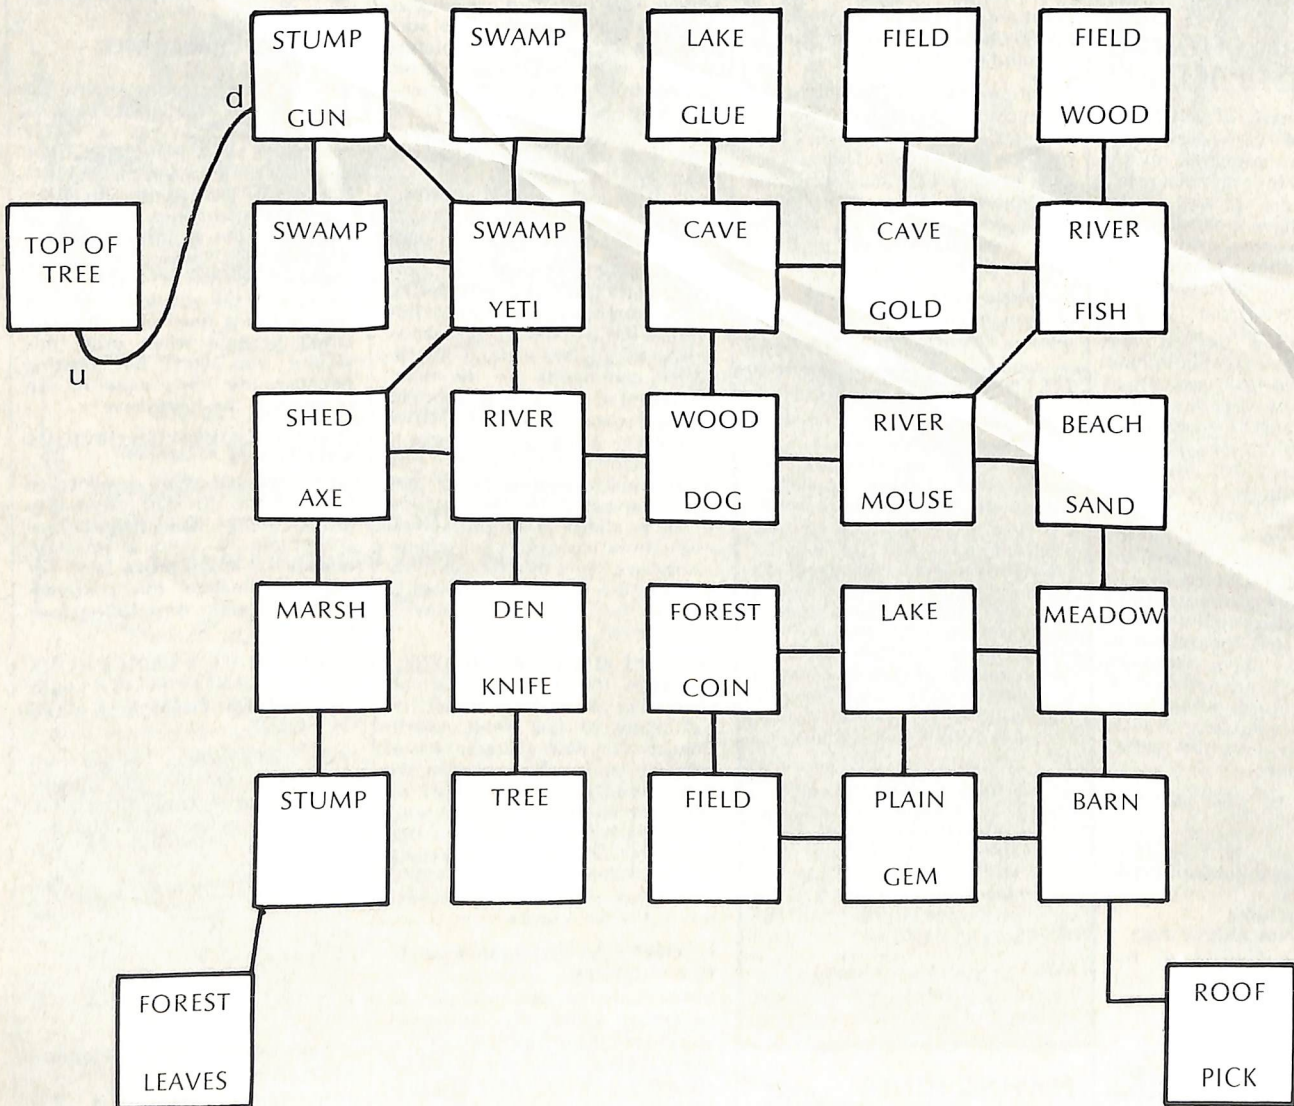 STUMP
GUN
SWAMP
LAKE
GLUE
FIELD
FIELD
WOOD
d
TOP OF
TREE
u
SWAMP
SWAMP
YETI
CAVE
CAVE
GOLD
RIVER
FISH
SHED
AXE
RIVER
WOOD
DOG
RIVER
MOUSE
BEACH
SAND
MARSH
DEN
KNIFE
FOREST
COIN
LAKE
MEADOW
STUMP
TREE
FIELD
PLAIN
GEM
BARN
FOREST
LEAVES
ROOF
PICK